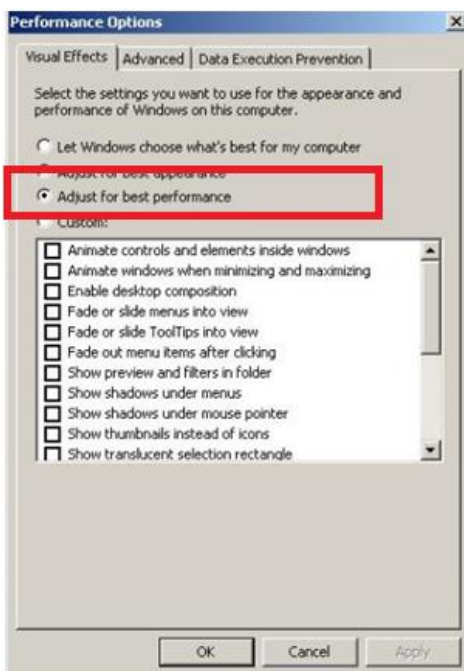 Performance Options
Visual Effects Advanced Data Execution Prevention
Select the settings you want to use for the appearance and
performance of Windows on this computer.
Let Windows choose what's best for my computer
Adjust for best appearance
Adjust for best performance
Custom:
Animate controls and elements inside windows
Animate windows when minimizing and maximizing
Enable desktop composition
Fade or slide menus into view
Fade or slide ToolTips into view
Fade out menu items after clicking
Show preview and filters in folder
Show shadows under menus
Show shadows under mouse pointer
Show thumbnails instead of icons
Show translucent selection rectangle
OK Cancel Apply